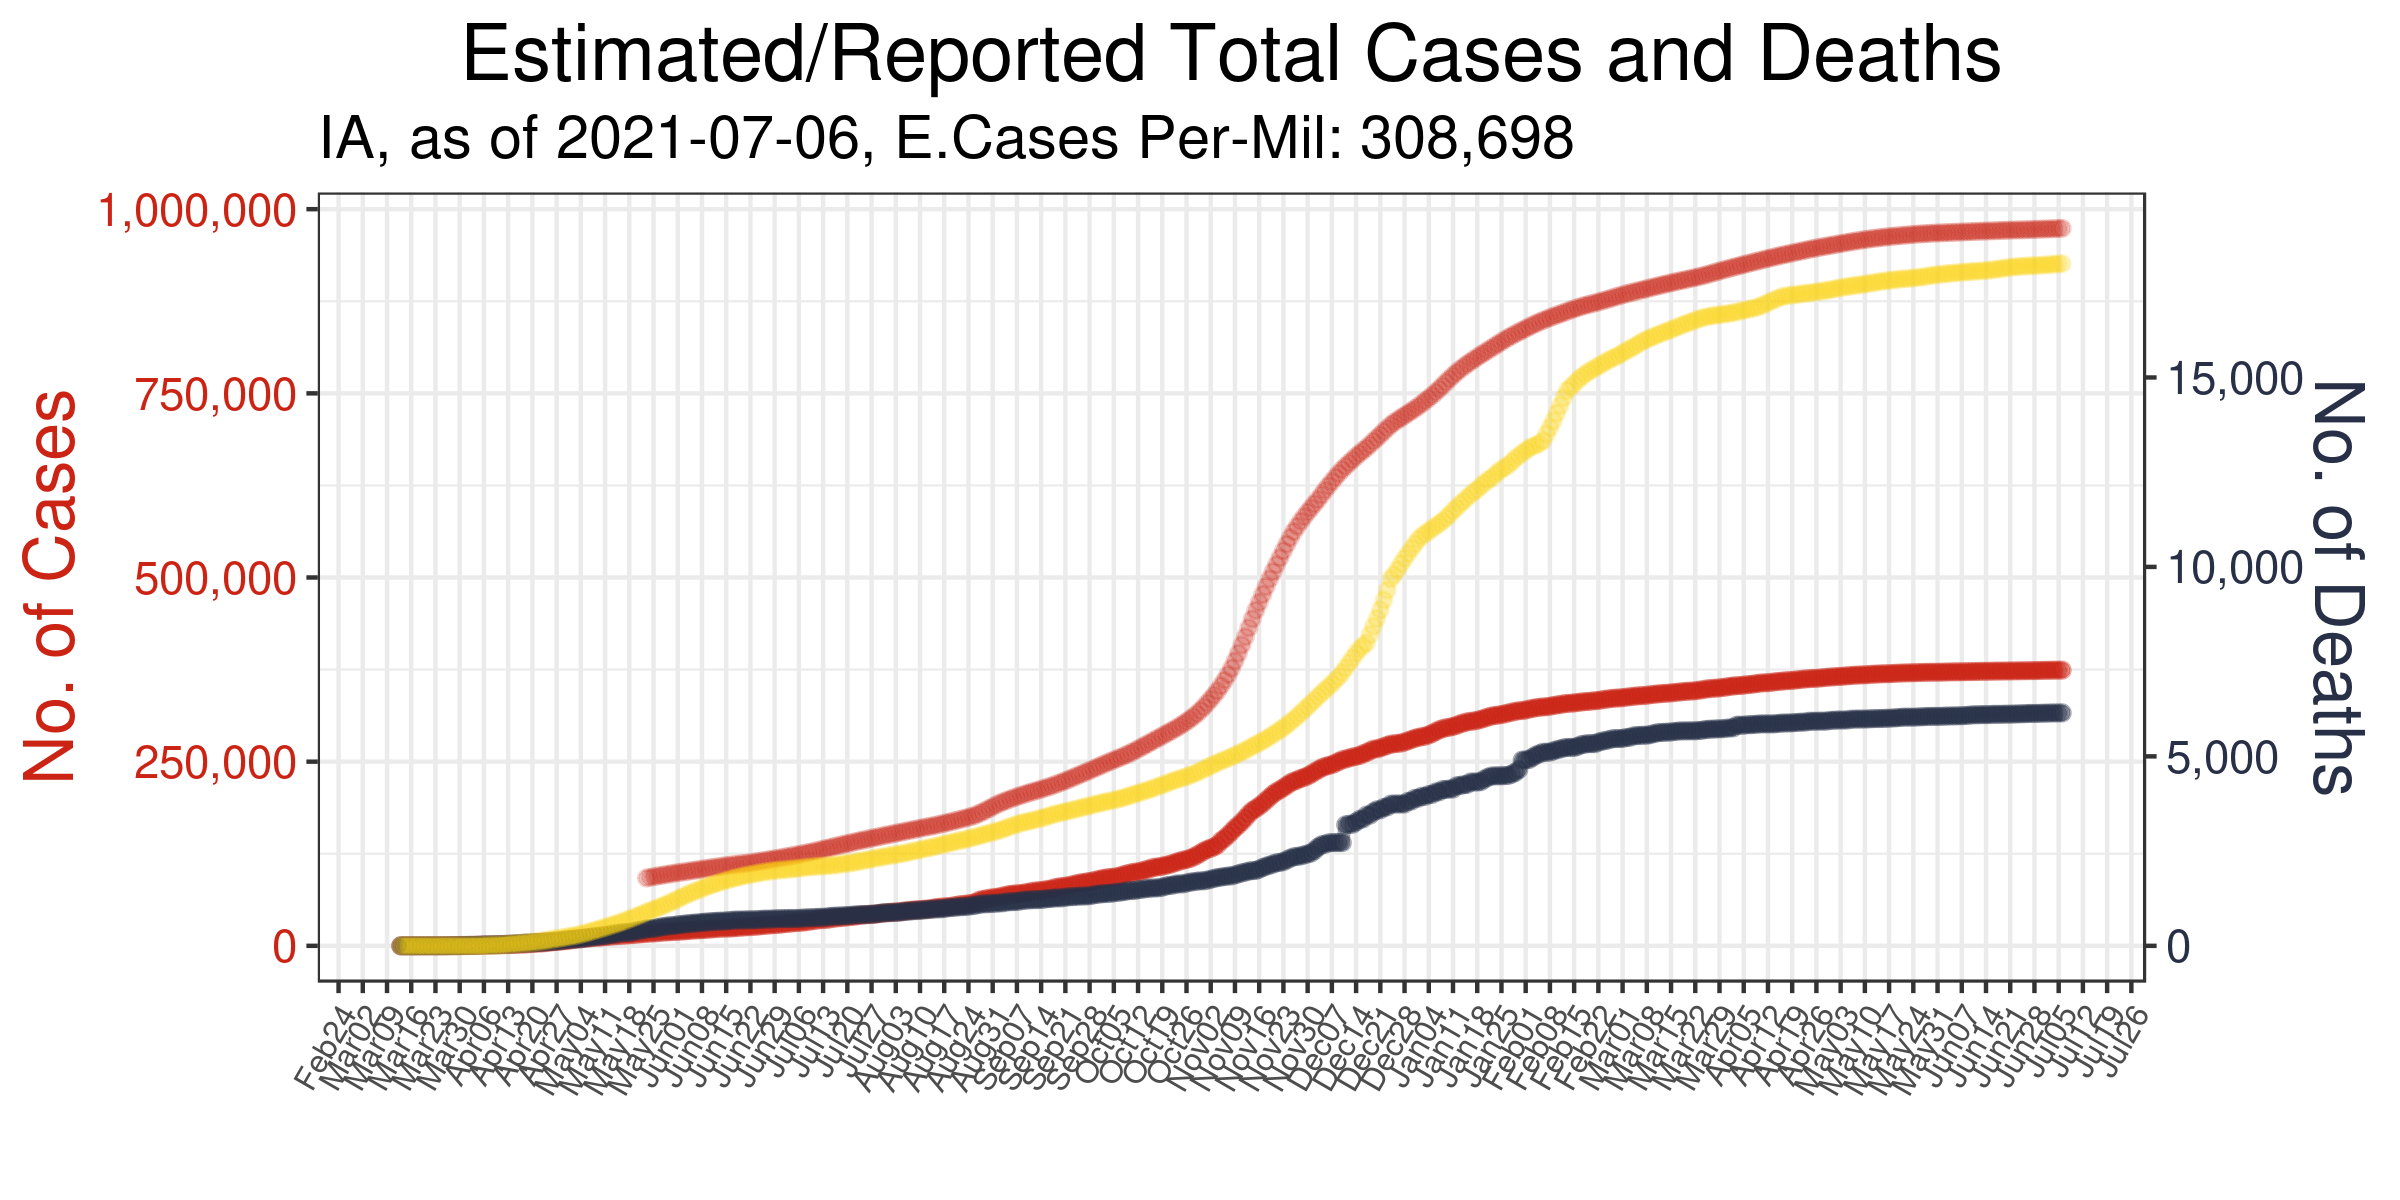 Estimated/Reported Total Cases and Deaths
IA, as of 2021-07-06, E.Cases Per-Mil: 308,698
No. of Cases
1,000,000
750,000
500,000
250,000
0
No. of Deaths
15,000
10,000
5,000
0
Feb24
Mar02
Mar09
Mar16
Mar23
Mar30
Apr06
Apr13
Apr20
Apr27
May04
May11
May18
May25
Jun01
Jun08
Jun15
Jun22
Jun29
Jul06
Jul13
Jul20
Jul27
Aug03
Aug10
Aug17
Aug24
Aug31
Sep07
Sep14
Sep21
Sep28
Oct05
Oct12
Oct19
Oct26
Nov02
Nov09
Nov16
Nov23
Nov30
Dec07
Dec14
Dec21
Dec28
Jan04
Jan11
Jan18
Jan25
Feb01
Feb08
Feb15
Feb22
Mar01
Mar08
Mar15
Mar22
Mar29
Apr05
Apr12
Apr19
Apr26
May03
May10
May17
May24
May31
Jun07
Jun14
Jun21
Jun28
Jul05
Jul12
Jul19
Jul26